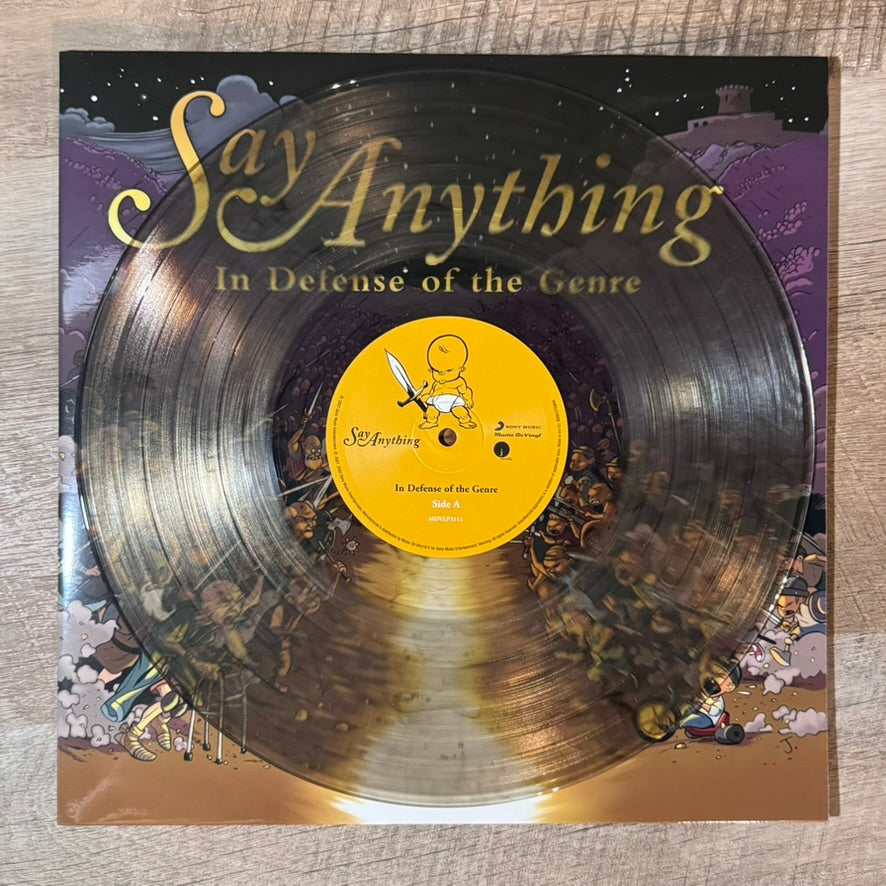 Say Anything
In Defense of the Genre
Say Anything
SONY MUSIC
Music On Vinyl
In Defense of the Genre
Side A
MOVLP3111
J.